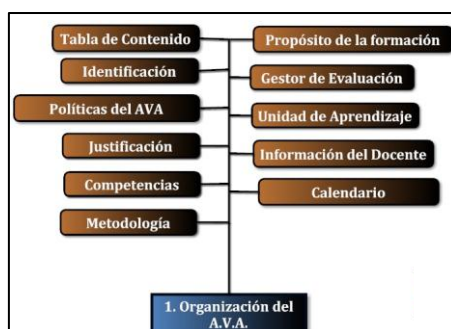 Tabla de Contenido
Propósito de la formación
Identificación
Gestor de Evaluación
Políticas del AVA
Unidad de Aprendizaje
Justificación
Información del Docente
Competencias
Calendario
Metodología
1. Organización del
A.V.A.